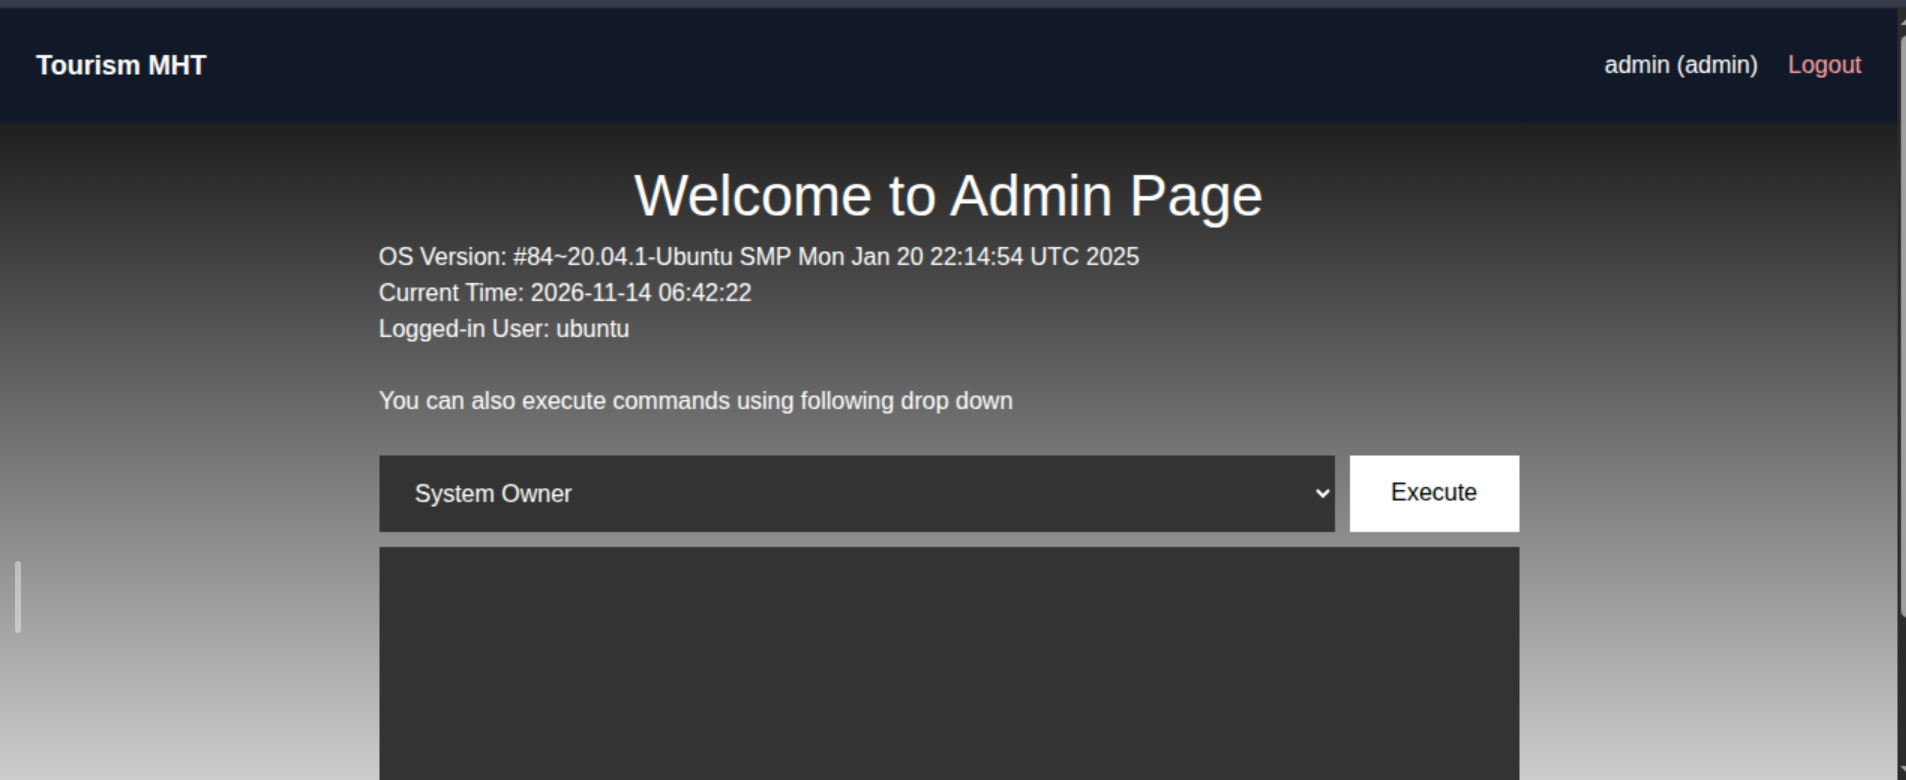 Tourism MHT
admin (admin) Logout
Welcome to Admin Page
OS Version: #84~20.04.1-Ubuntu SMP Mon Jan 20 22:14:54 UTC 2025
Current Time: 2026-11-14 06:42:22
Logged-in User: ubuntu
You can also execute commands using following drop down
System Owner
Execute